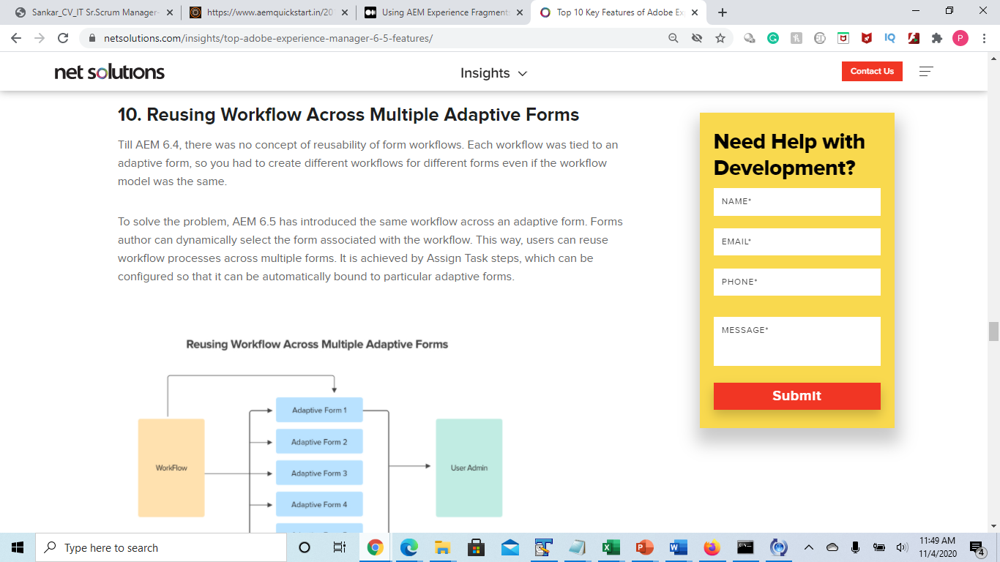 Sankar_CV_IT Sr.Scrum Manager-
https://www.aemquickstart.in/20
Using AEM Experience Fragments
Top 10 Key Features of Adobe Ex
netsolutions.com/insights/top-adobe-experience-manager-6-5-features/
net solutions
Insights
Contact Us
10. Reusing Workflow Across Multiple Adaptive Forms
Till AEM 6.4, there was no concept of reusability of form workflows. Each workflow was tied to an
adaptive form, so you had to create different workflows for different forms even if the workflow
model was the same.
To solve the problem, AEM 6.5 has introduced the same workflow across an adaptive form. Forms
author can dynamically select the form associated with the workflow. This way, users can reuse
workflow processes across multiple forms. It is achieved by Assign Task steps, which can be
configured so that it can be automatically bound to particular adaptive forms.
Reusing Workflow Across Multiple Adaptive Forms
WorkFlow
Adaptive Form 1
Adaptive Form 2
Adaptive Form 3
Adaptive Form 4
User Admin
Need Help with
Development?
NAME*
EMAIL*
PHONE*
MESSAGE*
Submit
Type here to search
11:49 AM
11/4/2020
4